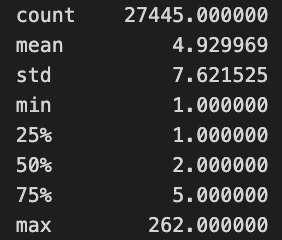 count    27445.000000
mean         4.929969
std          7.621525
min          1.000000
25%          1.000000
50%          2.000000
75%          5.000000
max        262.000000